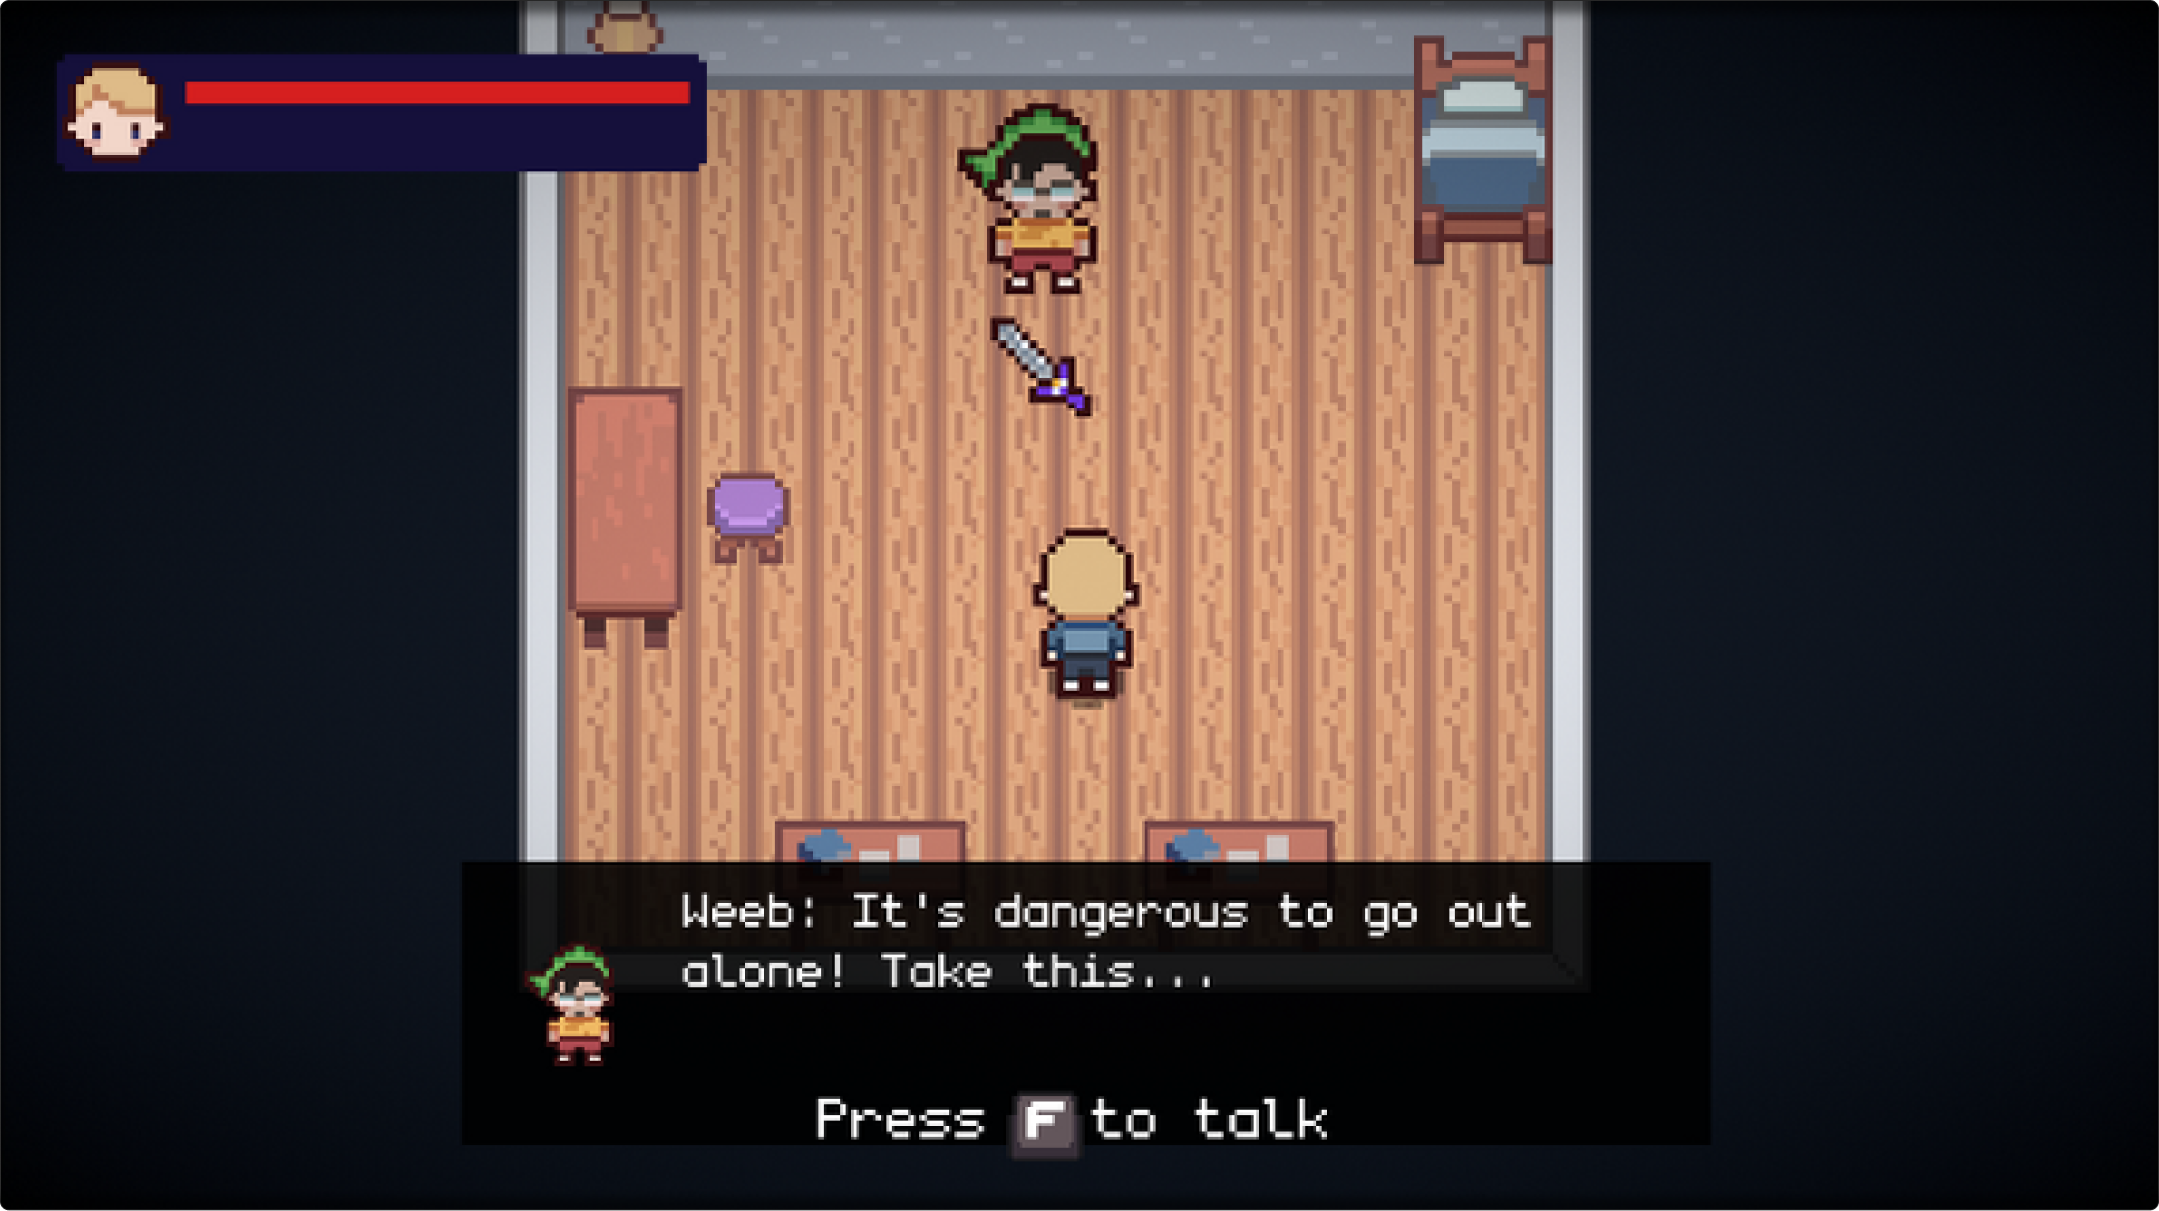 Weeb: It's dangerous to go out
alone! Take this...
Press F to talk